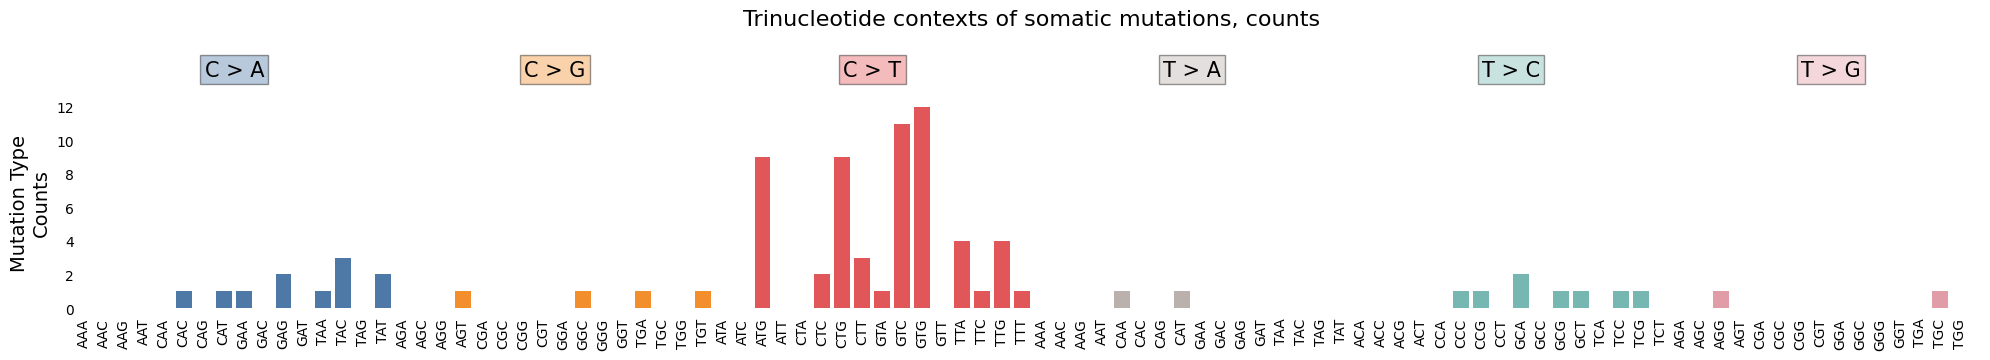 Trinucleotide contexts of somatic mutations, counts
C > A C > G C > T T > A T > C T > G
Mutation Type
Counts
12
10
8
6
4
2
0
AAA AAC AAG AAT CAA CAC CAG CAT GAA GAC GAG GAT TAA TAC TAG TAT AGA AGC AGG AGT CGA CGC CGG CGT GGA GGC GGG GGT TGA TGC TGG TGT ATA ATC ATG ATT CTA CTC CTG CTT GTA GTC GTG GTT TTA TTC TTG TTT AAA AAC AAG AAT CAA CAC CAG CAT GAA GAC GAG GAT TAA TAC TAG TAT ACA ACC ACG ACT CCA CCC CCG CCT GCA GCC GCG GCT TCA TCC TCG TCT AGA AGC AGG AGT CGA CGC CGG CGT GGA GGC GGG GGT TGA TGC TGG